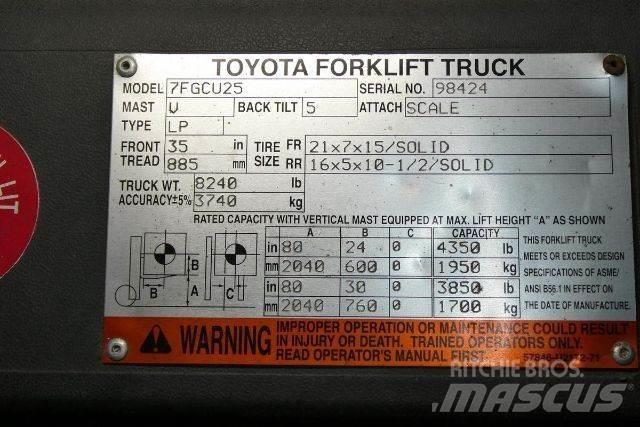 TOYOTA FORKLIFT TRUCK
MODEL 7FGCU25 SERIAL NO. 98424
MAST V BACK TILT 5 ATTACH SCALE
TYPE LP
FRONT 35 in TIRE FR 21x7x15/SOLID
TREAD 885 mm SIZE RR 16x5x10-1/2/SOLID
TRUCK WT. 8240 lb
ACCURACY±5% 3740 kg
RATED CAPACITY WITH VERTICAL MAST EQUIPPED AT MAX. LIFT HEIGHT "A" AS SHOWN
A B C CAPACITY
in 80 24 0 4350 lb
mm 2040 600 0 1950 kg
in 80 30 0 3850 lb
mm 2040 760 0 1700 kg
B
B A C
THIS FORKLIFT TRUCK
MEETS OR EXCEEDS DESIGN
SPECIFICATIONS OF ASME/
ANSI B56.1 IN EFFECT ON
THE DATE OF MANUFACTURE.
WARNING
IMPROPER OPERATION OR MAINTENANCE COULD RESULT
IN INJURY OR DEATH. TRAINED OPERATORS ONLY.
READ OPERATOR'S MANUAL FIRST.
RITCHIE BROS.
MASCUS